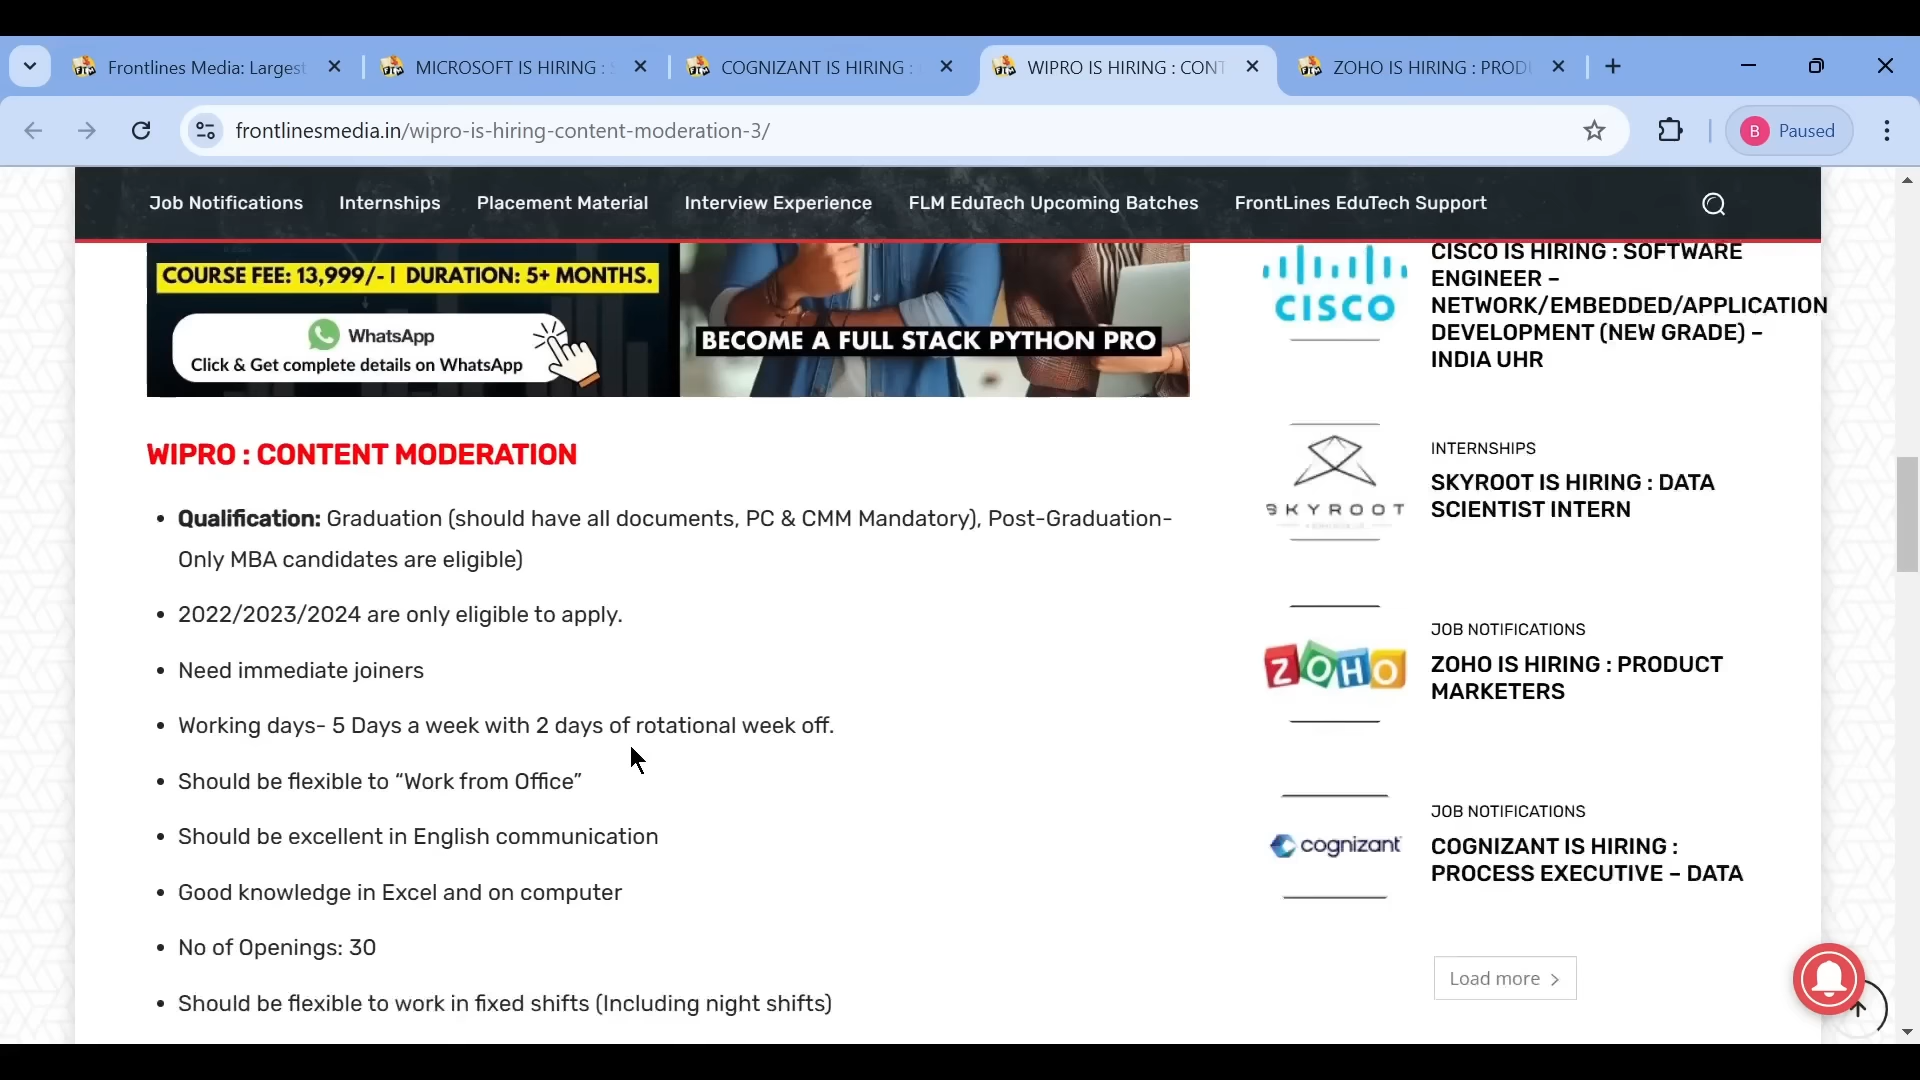 Frontlines Media: Largest
MICROSOFT IS HIRING :
COGNIZANT IS HIRING :
WIPRO IS HIRING : CONT
ZOHO IS HIRING : PRODU
frontlinesmedia.in/wipro-is-hiring-content-moderation-3/
B
Paused
Job Notifications
Internships
Placement Material
Interview Experience
FLM EduTech Upcoming Batches
FrontLines EduTech Support
COURSE FEE: 13,999/- | DURATION: 5+ MONTHS.
WhatsApp
Click & Get complete details on WhatsApp
BECOME A FULL STACK PYTHON PRO
WIPRO : CONTENT MODERATION
• Qualification: Graduation (should have all documents, PC & CMM Mandatory), Post-Graduation-
Only MBA candidates are eligible)
• 2022/2023/2024 are only eligible to apply.
• Need immediate joiners
• Working days- 5 Days a week with 2 days of rotational week off.
• Should be flexible to “Work from Office”
• Should be excellent in English communication
• Good knowledge in Excel and on computer
• No of Openings: 30
• Should be flexible to work in fixed shifts (Including night shifts)
CISCO
CISCO IS HIRING : SOFTWARE
ENGINEER –
NETWORK/EMBEDDED/APPLICATION
DEVELOPMENT (NEW GRADE) –
INDIA UHR
SKYROOT
INTERNSHIPS
SKYROOT IS HIRING : DATA
SCIENTIST INTERN
ZOHO
JOB NOTIFICATIONS
ZOHO IS HIRING : PRODUCT
MARKETERS
cognizant
JOB NOTIFICATIONS
COGNIZANT IS HIRING :
PROCESS EXECUTIVE – DATA
Load more